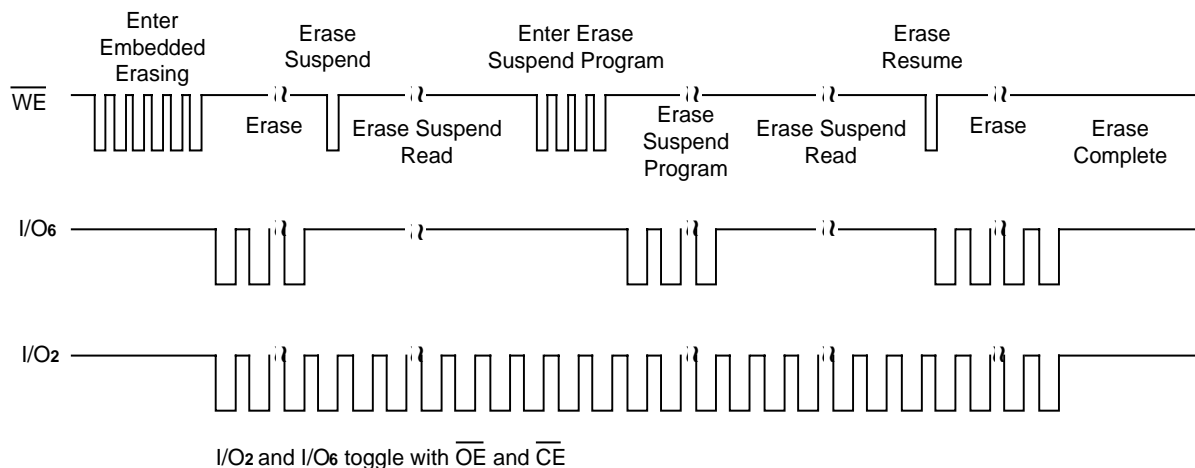 Enter
Embedded
Erasing
Erase
Suspend
Enter Erase
Suspend Program
Erase
Resume
WE
Erase
Erase Suspend
Read
Erase
Suspend
Program
Erase Suspend
Read
Erase
Erase
Complete
I/O6
I/O2
I/O2 and I/O6 toggle with OE and CE